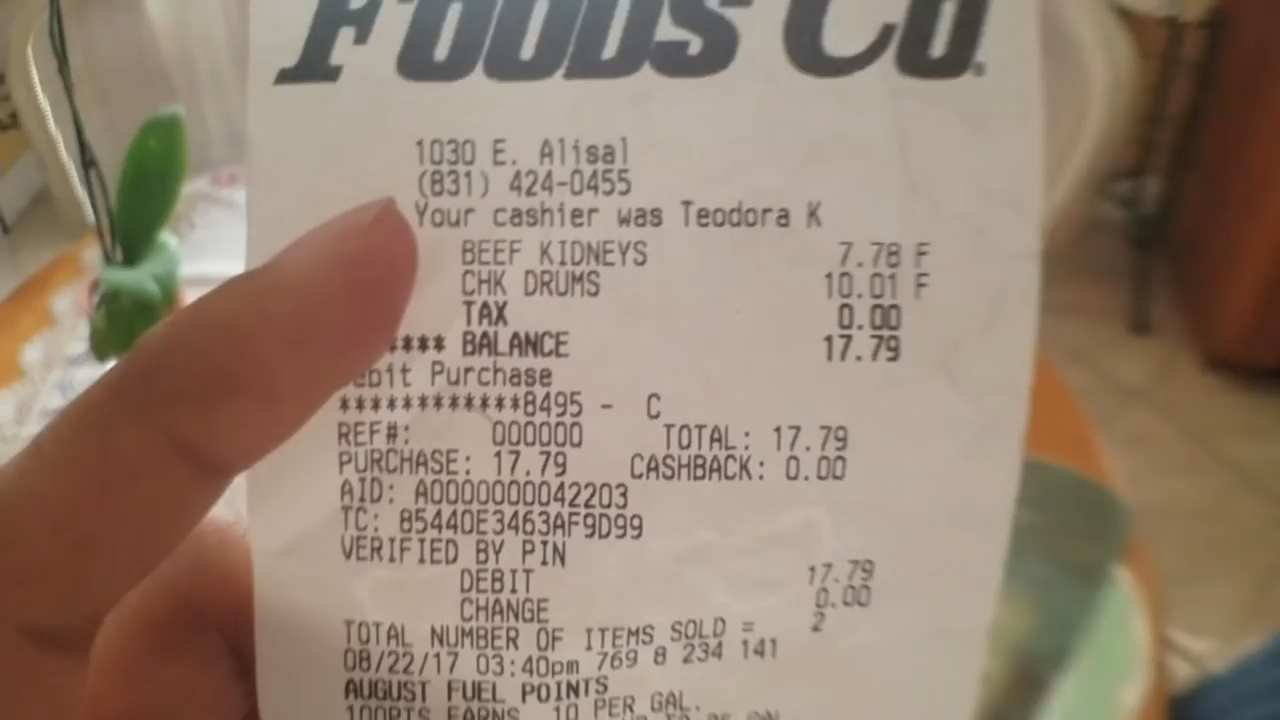 Foods Co.
1030 E. Alisal
(831) 424-0455
Your cashier was Teodora K
BEEF KIDNEYS 7.78 F
CHK DRUMS 10.01 F
TAX 0.00
**** BALANCE 17.79
ebit Purchase
************8495 - C
REF#: 000000 TOTAL: 17.79
PURCHASE: 17.79 CASHBACK: 0.00
AID: A0000000042203
TC: 85440E3463AF9D99
VERIFIED BY PIN
DEBIT 17.79
CHANGE 0.00
TOTAL NUMBER OF ITEMS SOLD = 2
08/22/17 03:40pm 769 8 234 141
AUGUST FUEL POINTS
100PTS EARNS .10 PER GAL.